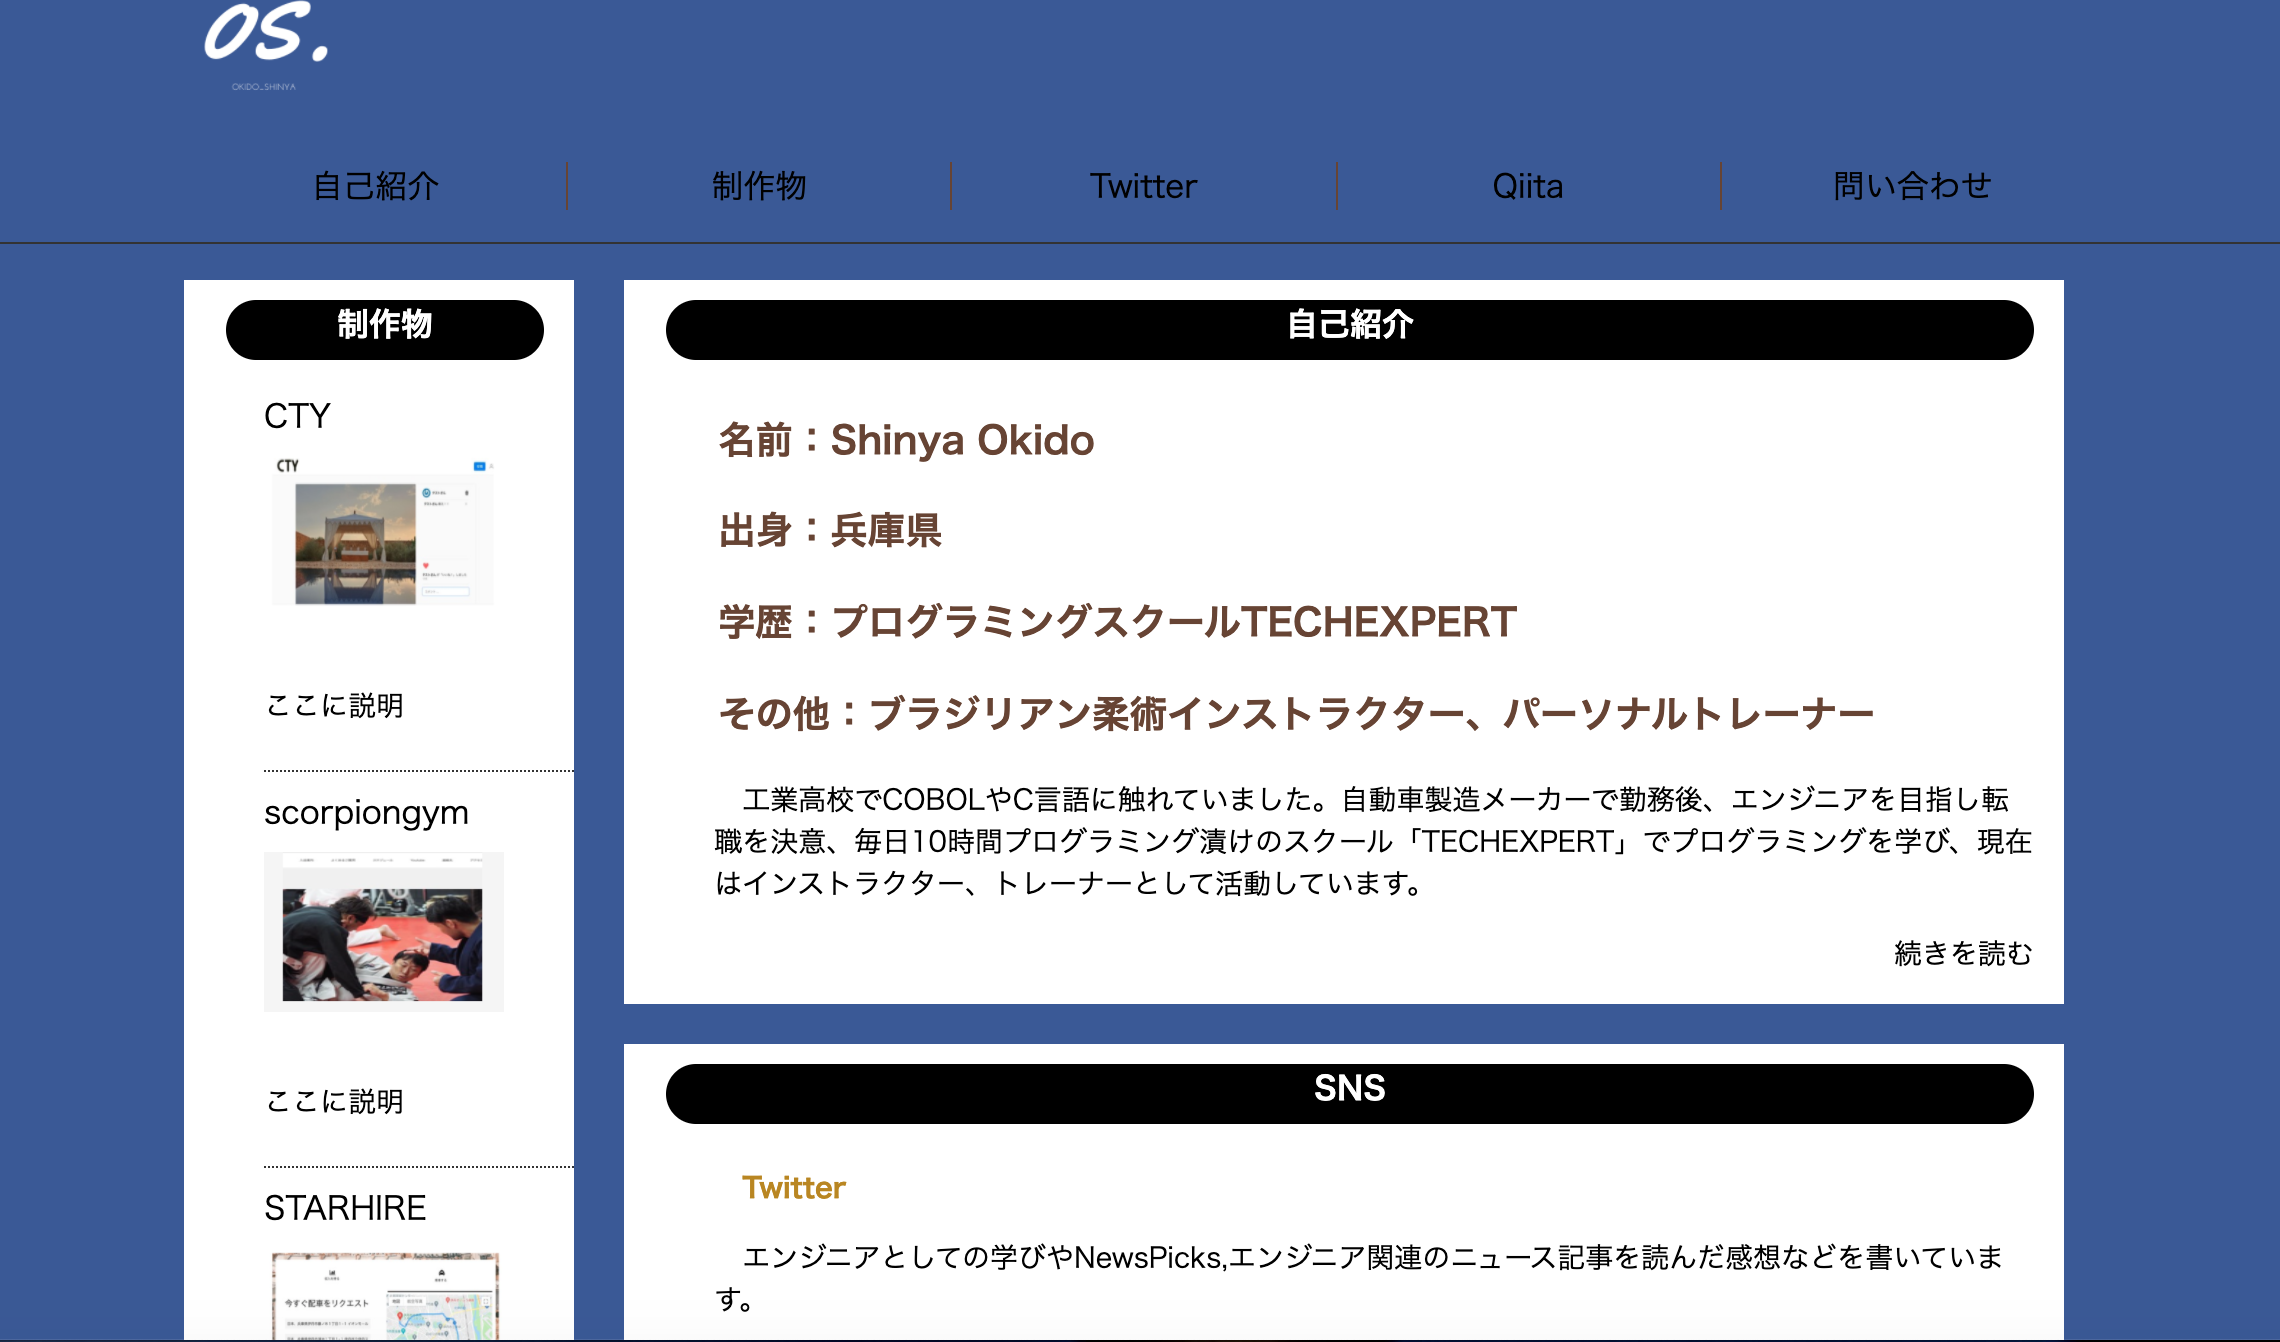 OS.
OKIDO_SHINYA
自己紹介
制作物
Twitter
Qiita
問い合わせ
制作物
CTY
CTY
ここに説明
scorpiongym
ここに説明
STARHIRE
今すぐ配車をリクエスト
自己紹介
名前：Shinya Okido
出身：兵庫県
学歴：プログラミングスクールTECHEXPERT
その他：ブラジリアン柔術インストラクター、パーソナルトレーナー
工業高校でCOBOLやC言語に触れていました。自動車製造メーカーで勤務後、エンジニアを目指し転
職を決意、毎日10時間プログラミング漬けのスクール「TECHEXPERT」でプログラミングを学び、現在
はインストラクター、トレーナーとして活動しています。
続きを読む
SNS
Twitter
エンジニアとしての学びやNewsPicks,エンジニア関連のニュース記事を読んだ感想などを書いていま
す。